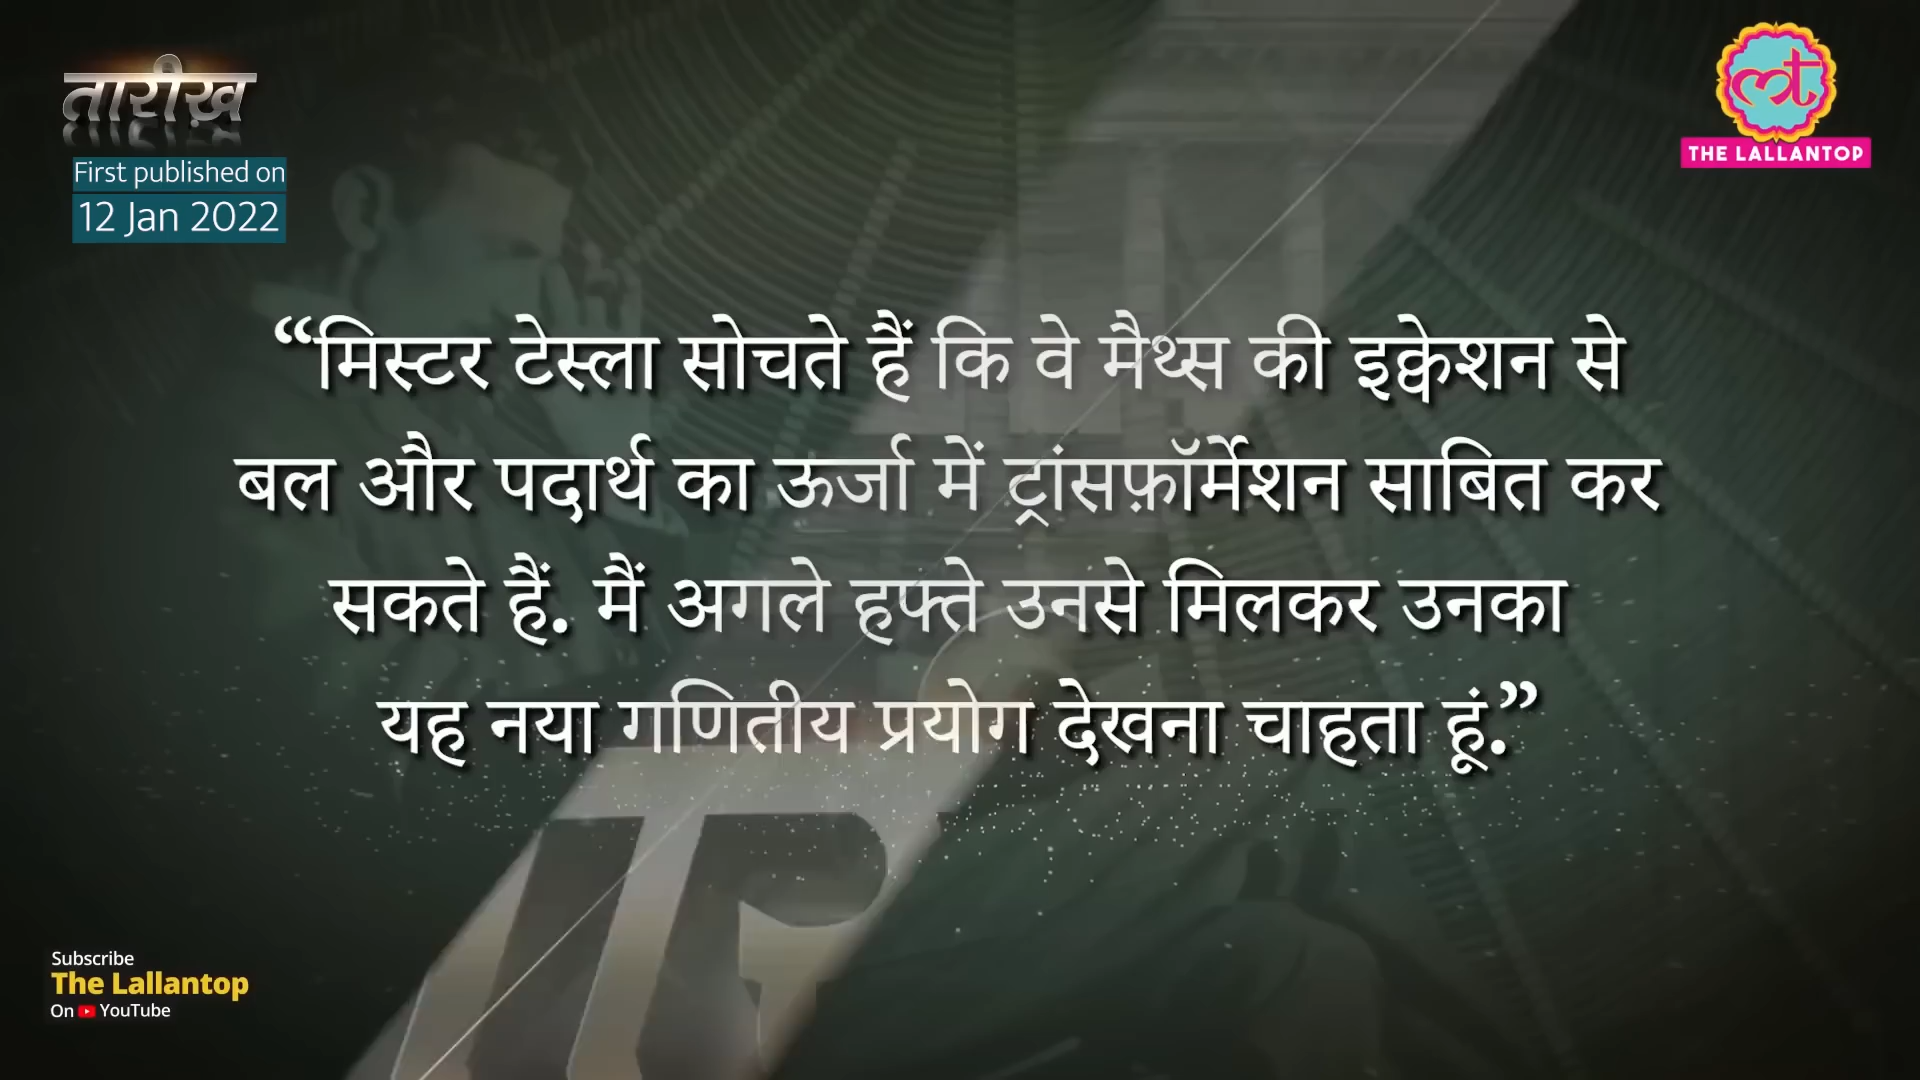 तारीख़
First published on
12 Jan 2022
THE LALLANTOP
“मिस्टर टेस्ला सोचते हैं कि वे मैथ्स की इक्वेशन से
बल और पदार्थ का ऊर्जा में ट्रांसफ़ॉर्मेशन साबित कर
सकते हैं. मैं अगले हफ्ते उनसे मिलकर उनका
यह नया गणितीय प्रयोग देखना चाहता हूं.”
Subscribe
The Lallantop
On YouTube